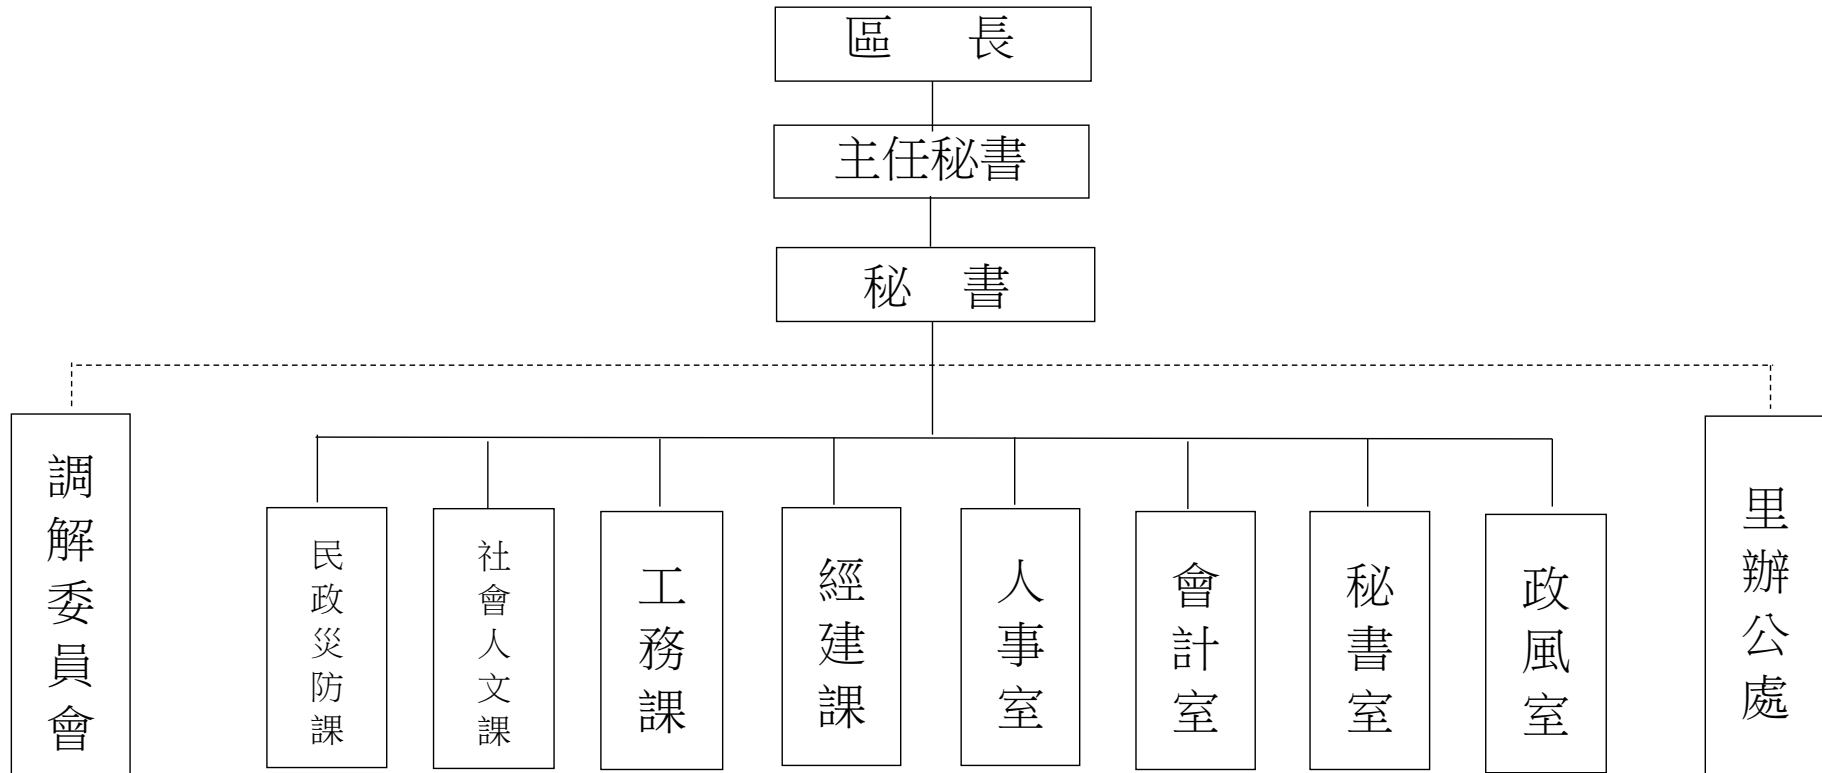 區 長
主任秘書
秘 書
調解委員會
民政災防課
社會人文課
工務課
經建課
人事室
會計室
秘書室
政風室
里辦公處